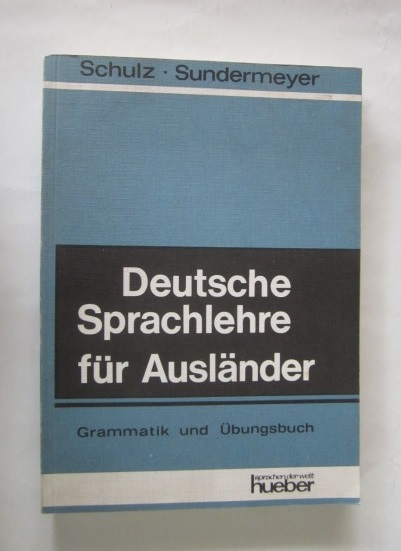 Schulz · Sundermeyer
Deutsche
Sprachlehre
für Ausländer
Grammatik und Übungsbuch
sprachen der welt
hueber